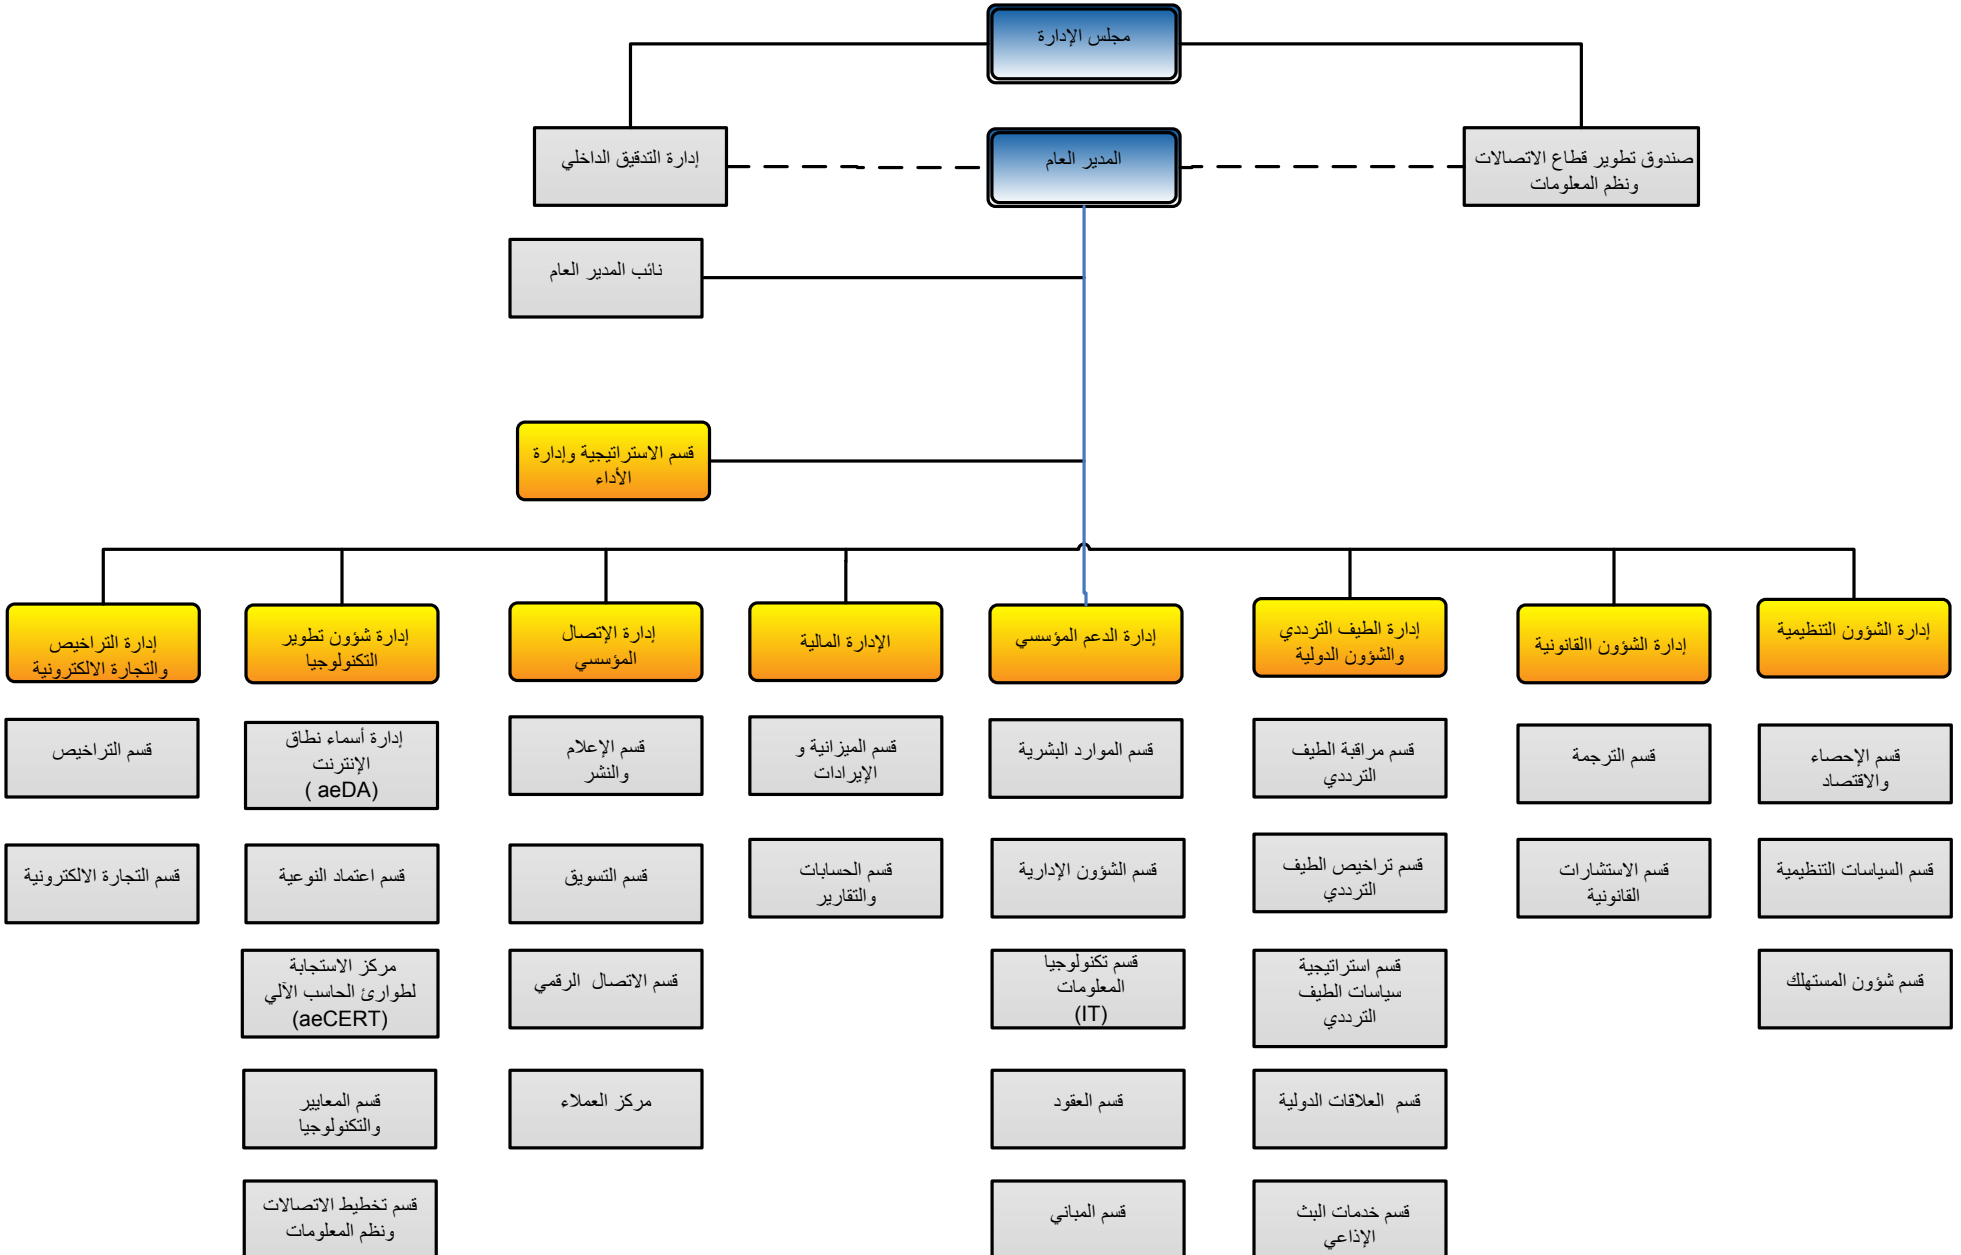 مجلس الإدارة
صندوق تطوير قطاع الاتصالات
ونظم المعلومات
المدير العام
إدارة التدقيق الداخلي
نائب المدير العام
قسم الاستراتيجية وإدارة
الأداء
إدارة الشؤون التنظيمية
إدارة الشؤون االقانونية
إدارة الطيف الترددي
والشؤون الدولية
إدارة الدعم المؤسسي
الإدارة المالية
إدارة الإتصال
المؤسسي
إدارة شؤون تطوير
التكنولوجيا
إدارة التراخيص
والتجارة الالكترونية
قسم الإحصاء
والاقتصاد
قسم الترجمة
قسم مراقبة الطيف
الترددي
قسم الموارد البشرية
قسم الميزانية و
الإيرادات
قسم الإعلام
والنشر
إدارة أسماء نطاق
الإنترنت
( aeDA)
قسم التراخيص
قسم السياسات التنظيمية
قسم الاستشارات
القانونية
قسم تراخيص الطيف
الترددي
قسم الشؤون الإدارية
قسم الحسابات
والتقارير
قسم التسويق
قسم اعتماد النوعية
قسم التجارة الالكترونية
قسم شؤون المستهلك
قسم استراتيجية
سياسات الطيف
الترددي
قسم تكنولوجيا
المعلومات
(IT)
قسم الاتصال الرقمي
مركز الاستجابة
لطوارئ الحاسب الآلي
(aeCERT)
قسم العلاقات الدولية
قسم العقود
مركز العملاء
قسم المعايير
والتكنولوجيا
قسم خدمات البث
الإذاعي
قسم المباني
قسم تخطيط الاتصالات
ونظم المعلومات